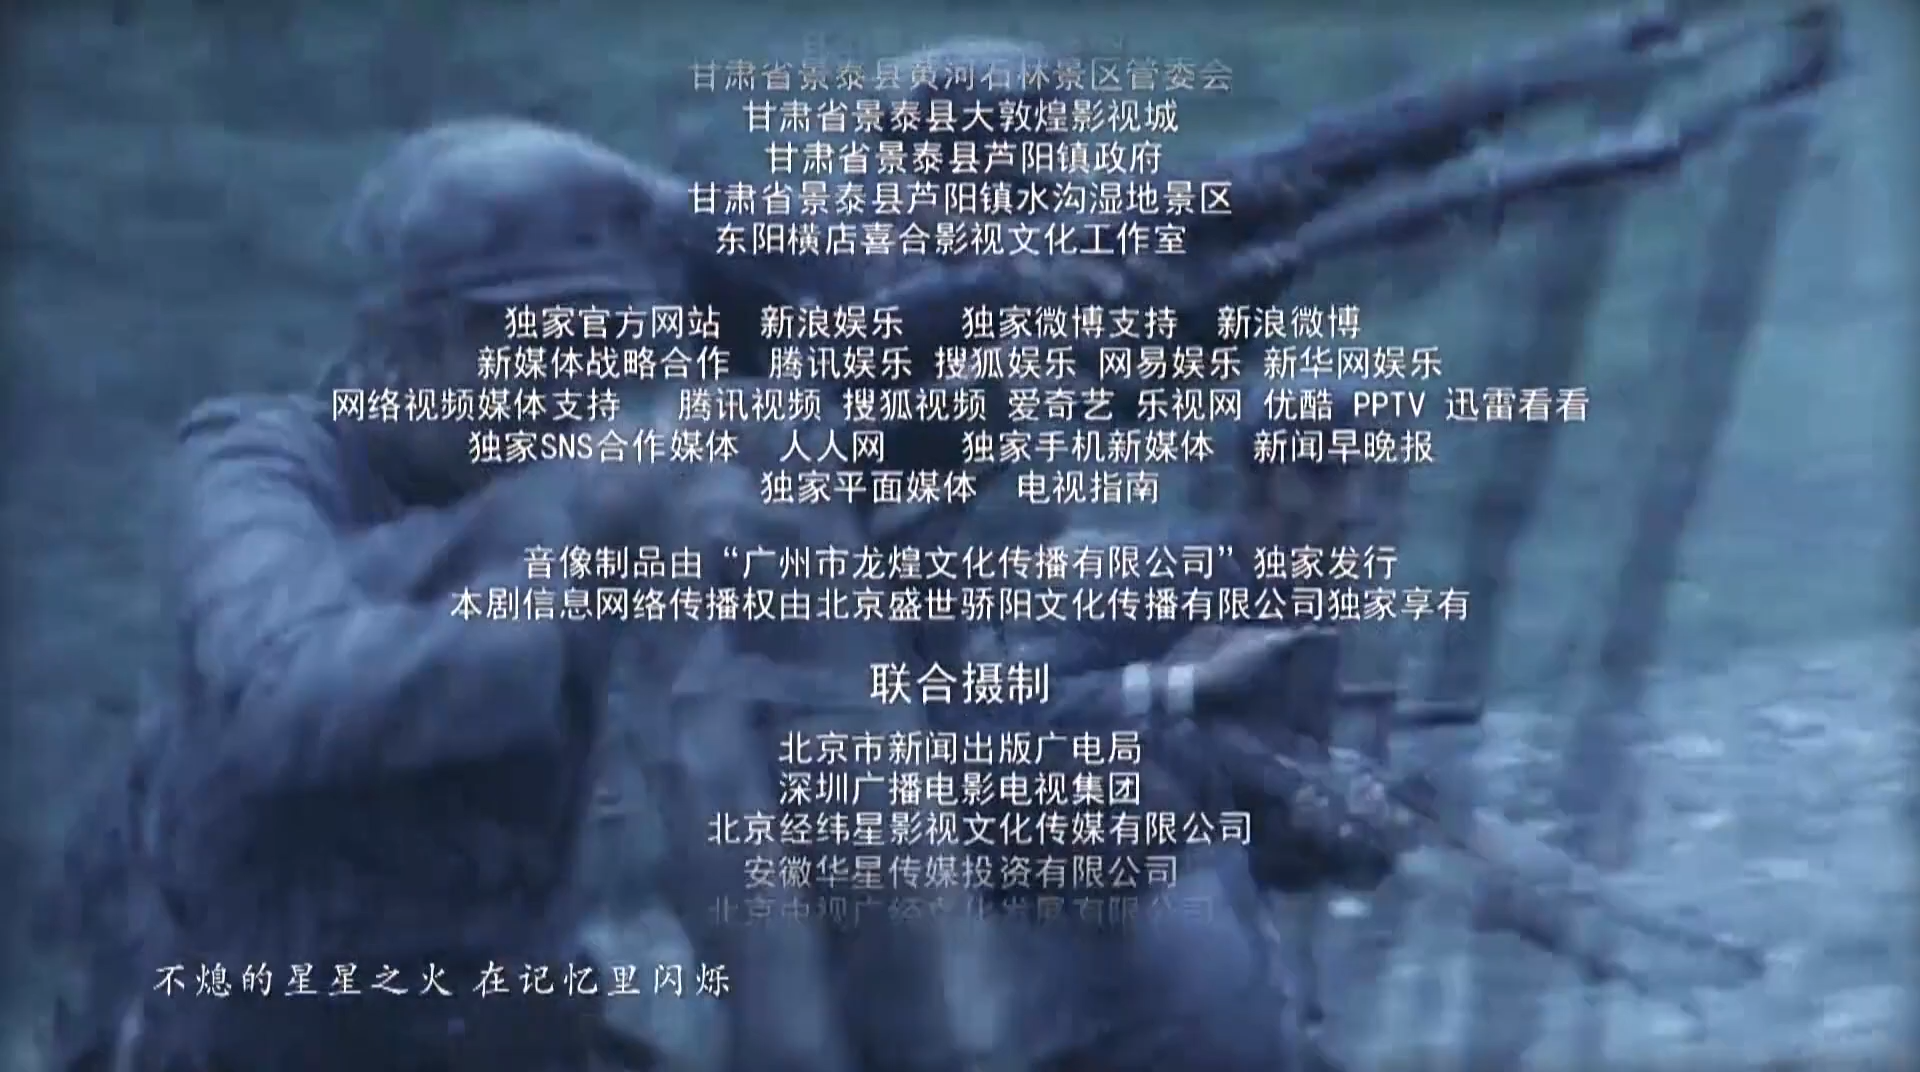 甘肃省景泰县黄河石林景区管委会
甘肃省景泰县大敦煌影视城
甘肃省景泰县芦阳镇政府
甘肃省景泰县芦阳镇水沟湿地景区
东阳横店喜合影视文化工作室
独家官方网站 新浪娱乐 独家微博支持 新浪微博
新媒体战略合作 腾讯娱乐 搜狐娱乐 网易娱乐 新华网娱乐
网络视频媒体支持 腾讯视频 搜狐视频 爱奇艺 乐视网 优酷 PPTV 迅雷看看
独家SNS合作媒体 人人网 独家手机新媒体 新闻早晚报
独家平面媒体 电视指南
音像制品由“广州市龙煌文化传播有限公司”独家发行
本剧信息网络传播权由北京盛世骄阳文化传播有限公司独家享有
联合摄制
北京市新闻出版广电局
深圳广播电影电视集团
北京经纬星影视文化传媒有限公司
安徽华星传媒投资有限公司
北京中视广经文化发展有限公司
不熄的星星之火 在记忆里闪烁